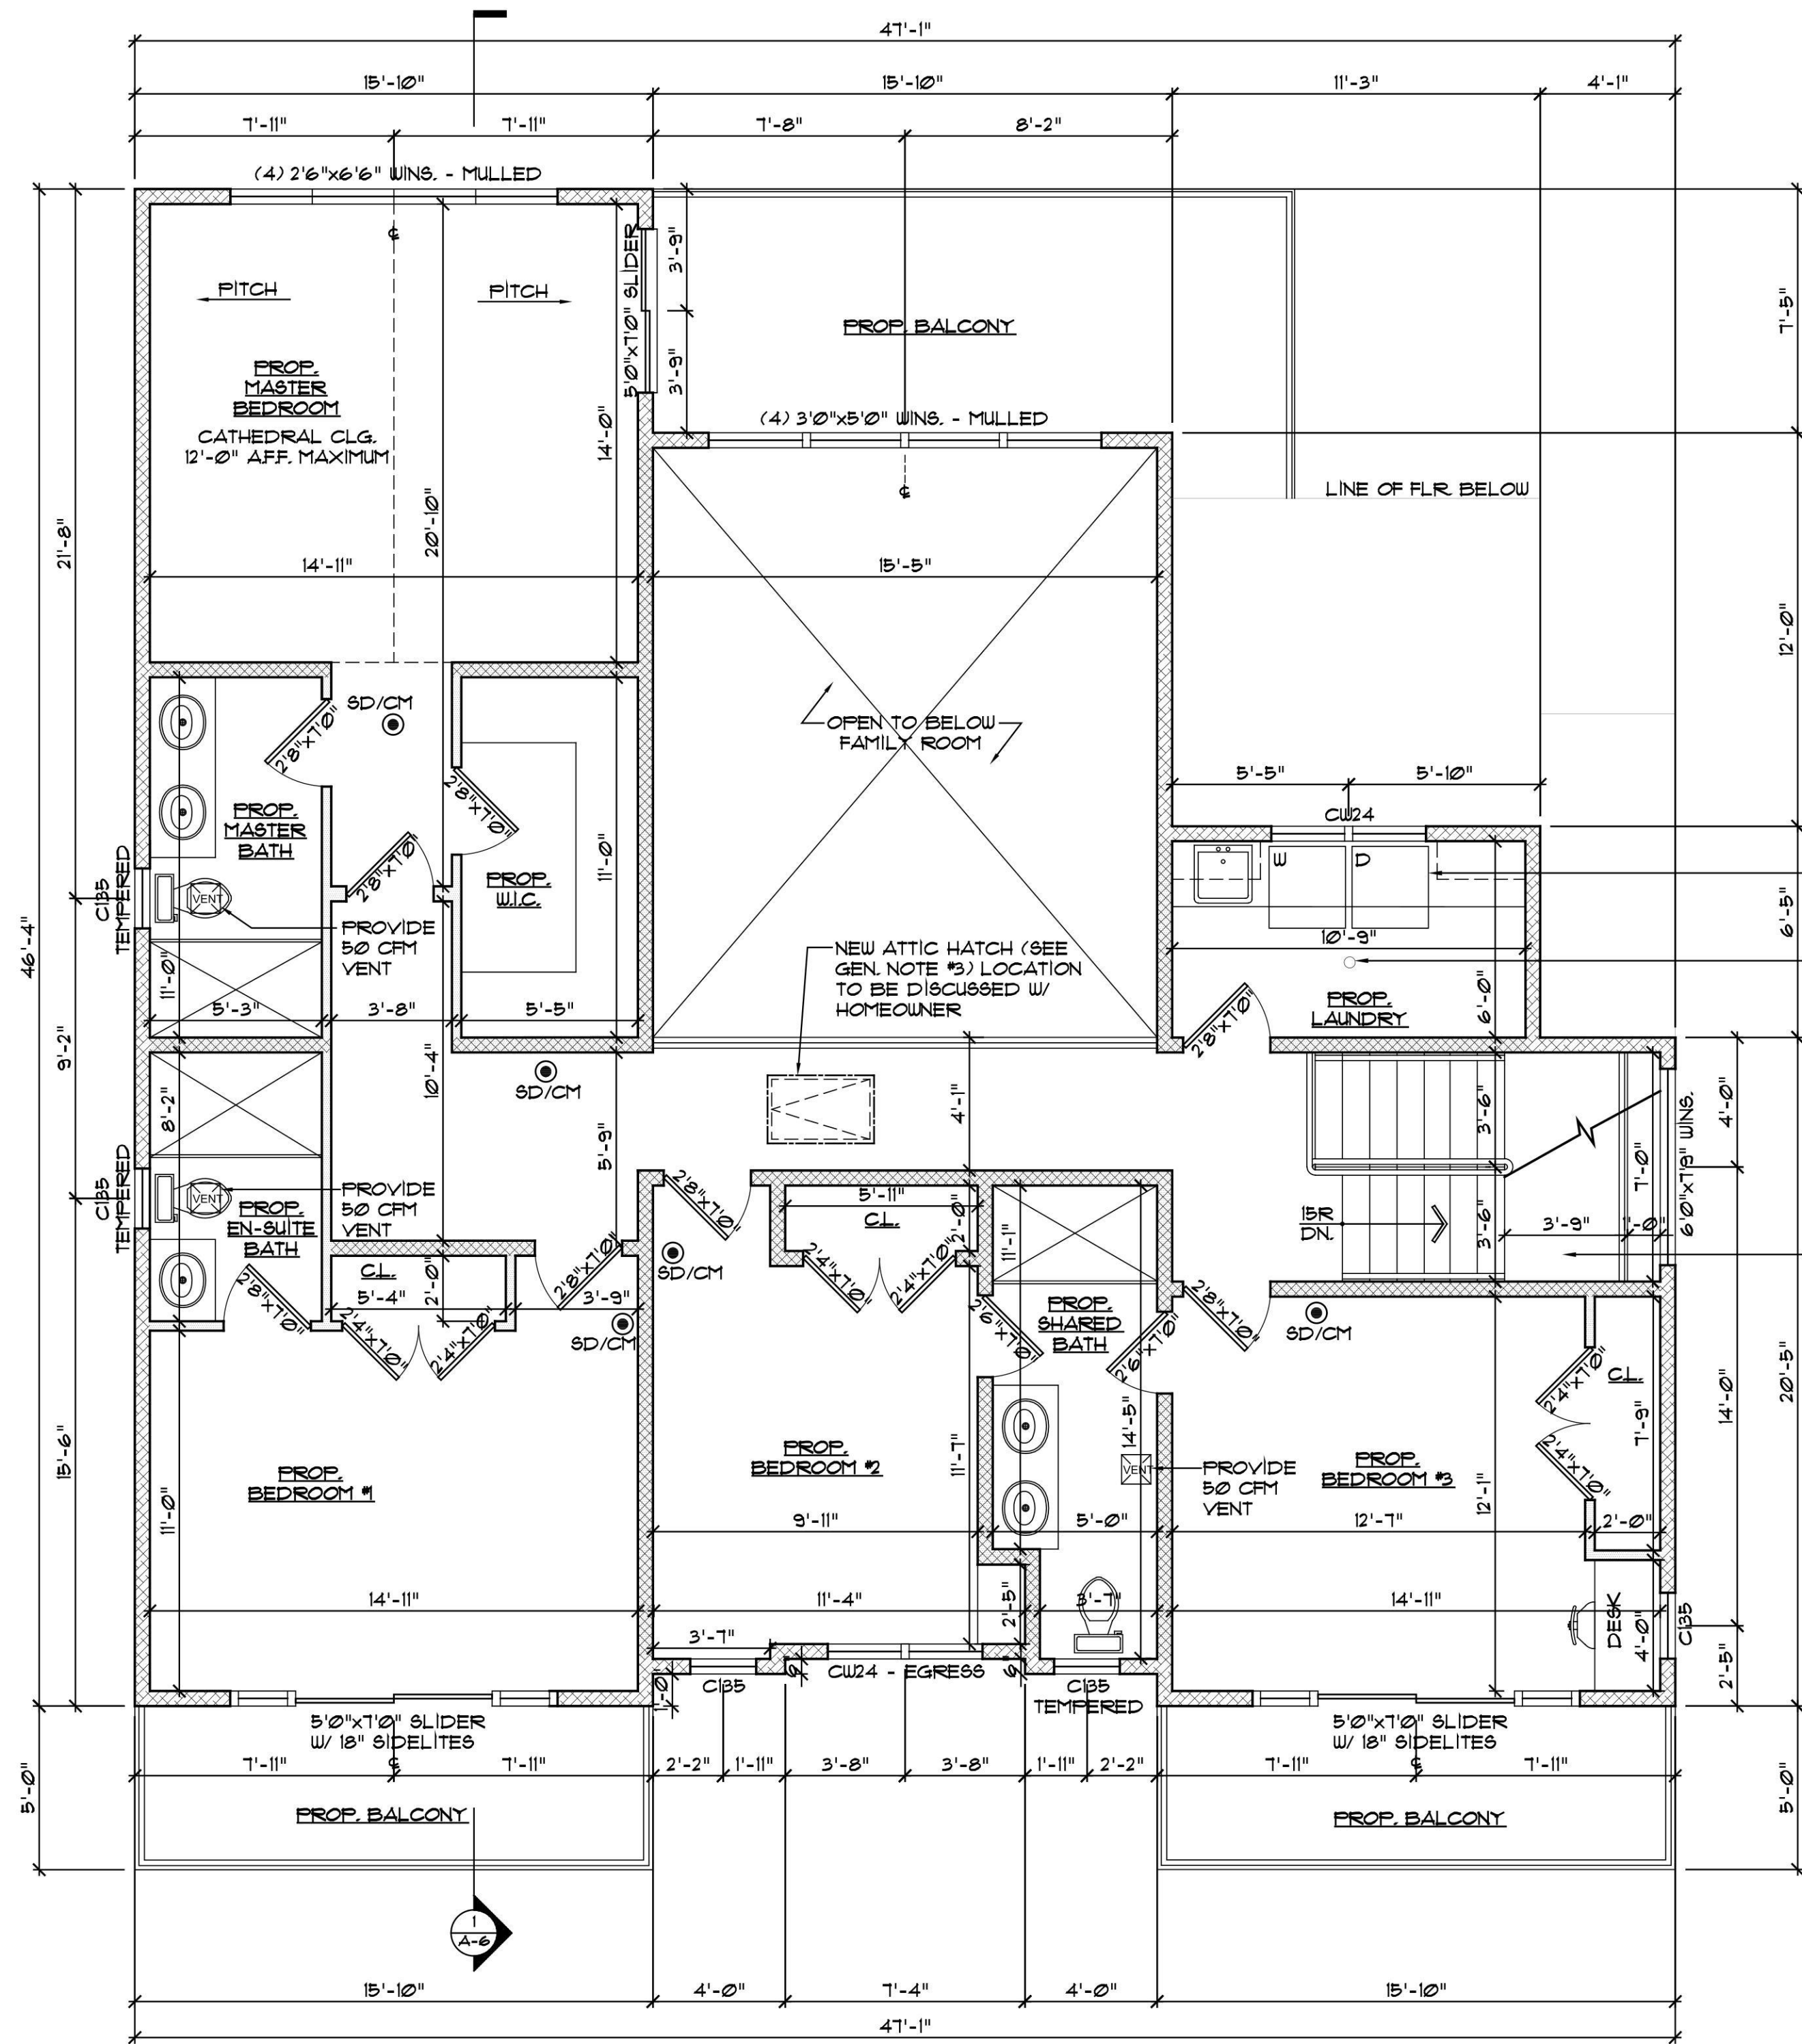 47'-1"
15'-10" 15'-10" 11'-3" 4'-1"
7'-11" 7'-11" 7'-8" 8'-2"
(4) 2'6"x6'6" WINS. - MULLED
℄
5'0"x7'0" SLIDER
3'-9"
3'-9"
PITCH PITCH
PROP. BALCONY
7'-5"
PROP.
MASTER
BEDROOM
CATHEDRAL CLG.
12'-0" A.F.F. MAXIMUM
14'-0"
20'-10"
(4) 3'0"x5'0" WINS. - MULLED
℄
LINE OF FLR. BELOW
21'-8"
14'-11" 15'-5"
12'-0"
SD/CM
2'8"x7'0"
OPEN TO BELOW
FAMILY ROOM
5'-5" 5'-10"
2'8"x7'0"
PROP.
MASTER
BATH
2'8"x7'0"
CW24
W D
C135
TEMPERED
VENT
PROP.
W.I.C.
11'-0"
46'-4"
6'-5"
PROVIDE
50 CFM
VENT
NEW ATTIC HATCH (SEE
GEN. NOTE #3) LOCATION
TO BE DISCUSSED W/
HOMEOWNER
10'-9"
11'-0"
5'-3" 3'-8" 5'-5"
6'-0"
PROP.
LAUNDRY
2'8"x7'0"
9'-2"
10'-4"
SD/CM
8'-2"
4'-1"
5'-9"
3'-6"
7'-0"
6'0"x7'9" WINS.
4'-0"
C135
TEMPERED
VENT
PROVIDE
50 CFM
VENT
PROP.
EN-SUITE
BATH
2'8"x7'0"
5'-11"
CL.
2'-0"
11'-1"
15R
DN.
3'-6"
3'-9" 1'-0"
2'8"x7'0"
CL.
5'-4"
2'-0"
2'8"x7'0"
3'-9"
SD/CM
2'4"x7'0" 2'4"x7'0"
2'4"x7'0" 2'4"x7'0"
SD/CM
2'6"x7'0"
PROP.
SHARED
BATH
2'6"x7'0"
2'8"x7'0"
SD/CM
2'4"x7'0"
CL.
7'-9"
2'4"x7'0"
14'-0"
20'-5"
15'-6"
11'-0"
PROP.
BEDROOM #1
PROP.
BEDROOM #2
11'-7"
14'-5"
VENT
PROVIDE
50 CFM
VENT
PROP.
BEDROOM #3
12'-1"
9'-11" 5'-0" 12'-7" 2'-0"
14'-11" 11'-4" 2'-5" 3'-7" 14'-11"
DESK
4'-0"
C135
2'-5"
3'-7"
1'-0"
6"
6"
C135
CW24 - EGRESS
C135
TEMPERED
5'0"x7'0" SLIDER
W/ 18" SIDELITES
5'0"x7'0" SLIDER
W/ 18" SIDELITES
7'-11" ℄ 7'-11" 2'-2" 1'-11" 3'-8" 3'-8" 1'-11" 2'-2" 7'-11" ℄ 7'-11"
5'-0"
PROP. BALCONY
PROP. BALCONY
5'-0"
1
A-6
15'-10" 4'-0" 7'-4" 4'-0" 15'-10"
47'-1"